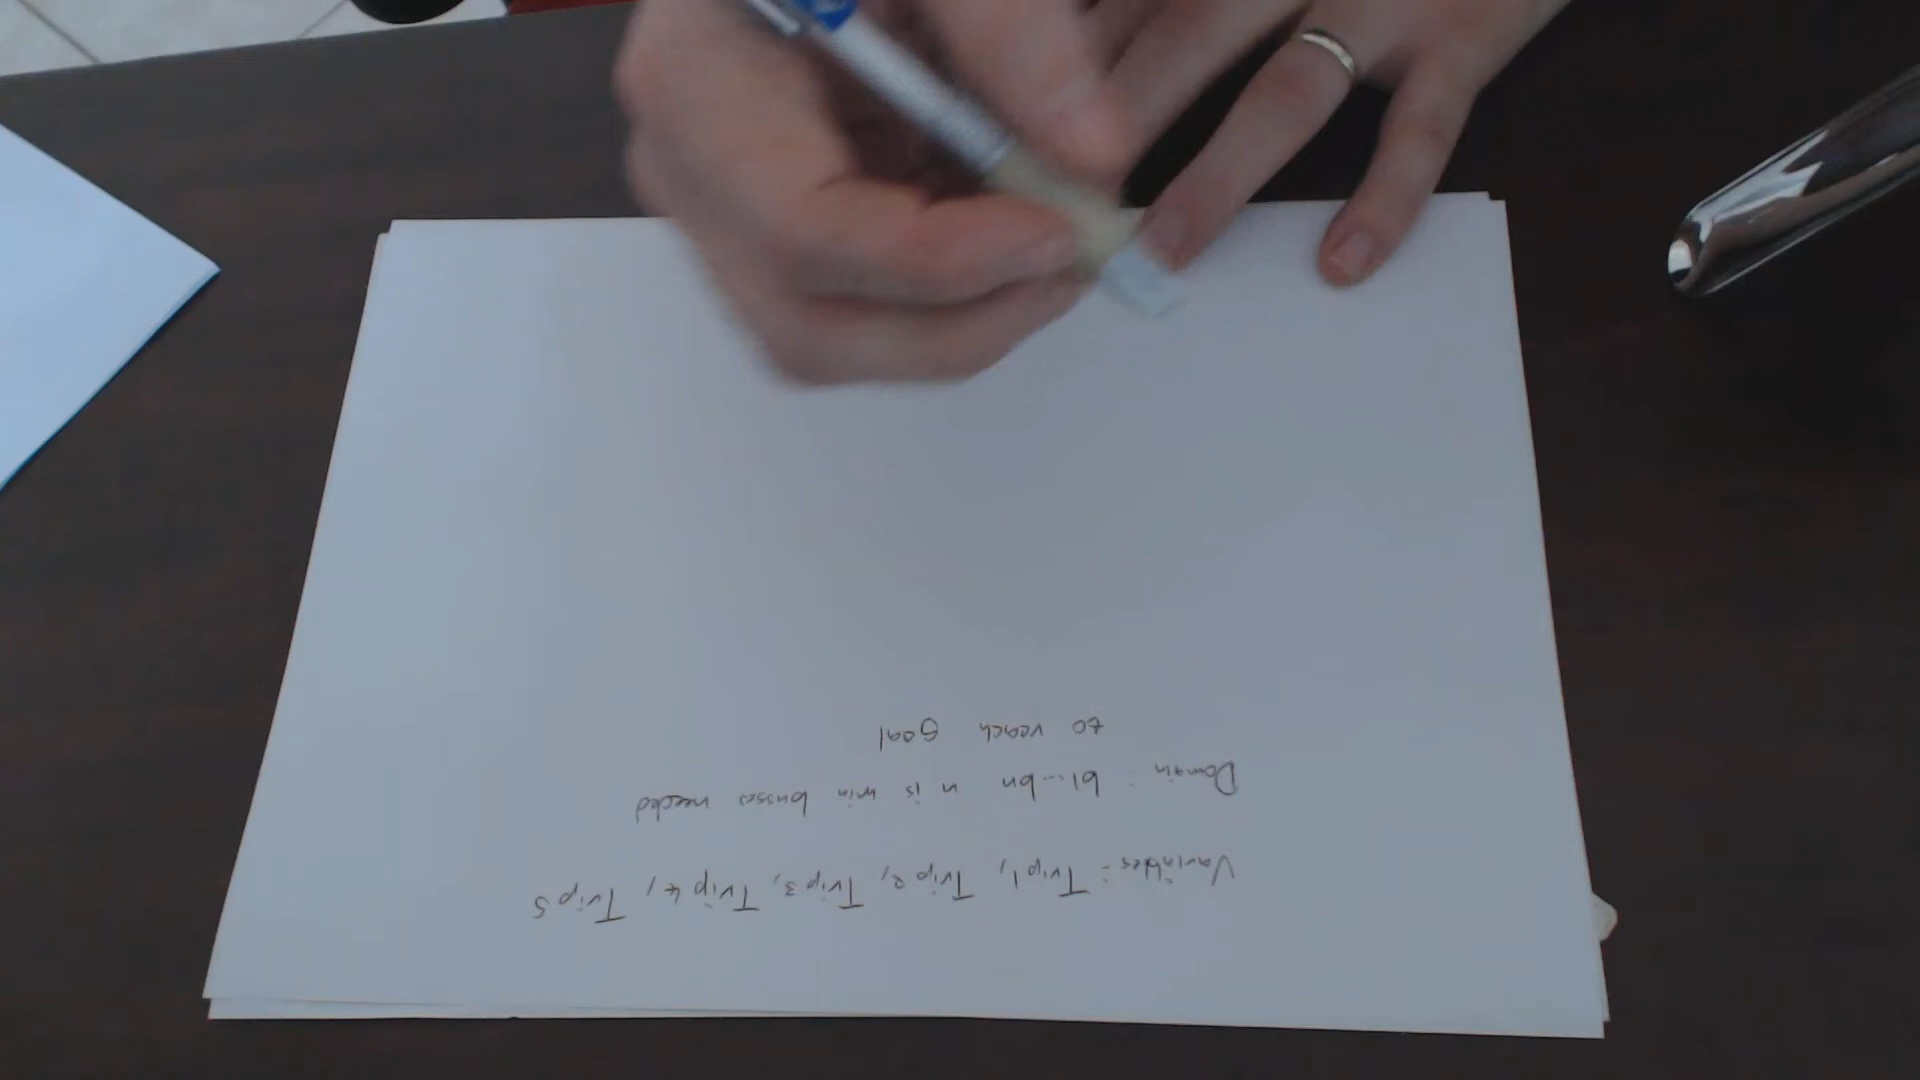 Variables: Trip1, Trip2, Trip3, Trip4, Trip5
Domain: b1...bn n is min busses needed
to reach goal